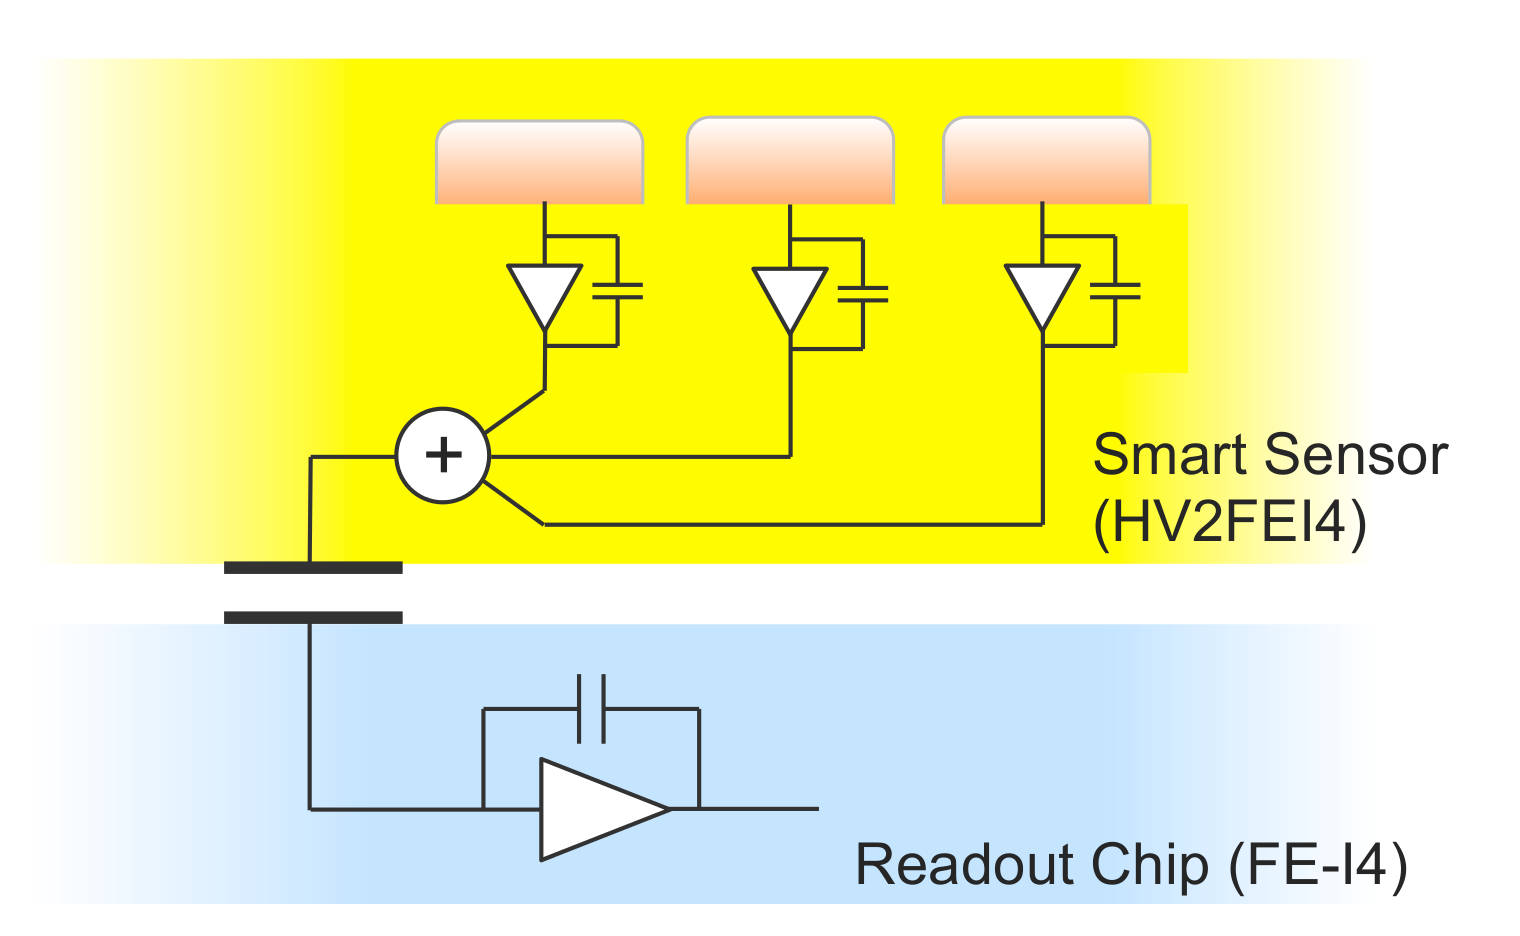 +
Smart Sensor
(HV2FEI4)
Readout Chip (FE-I4)